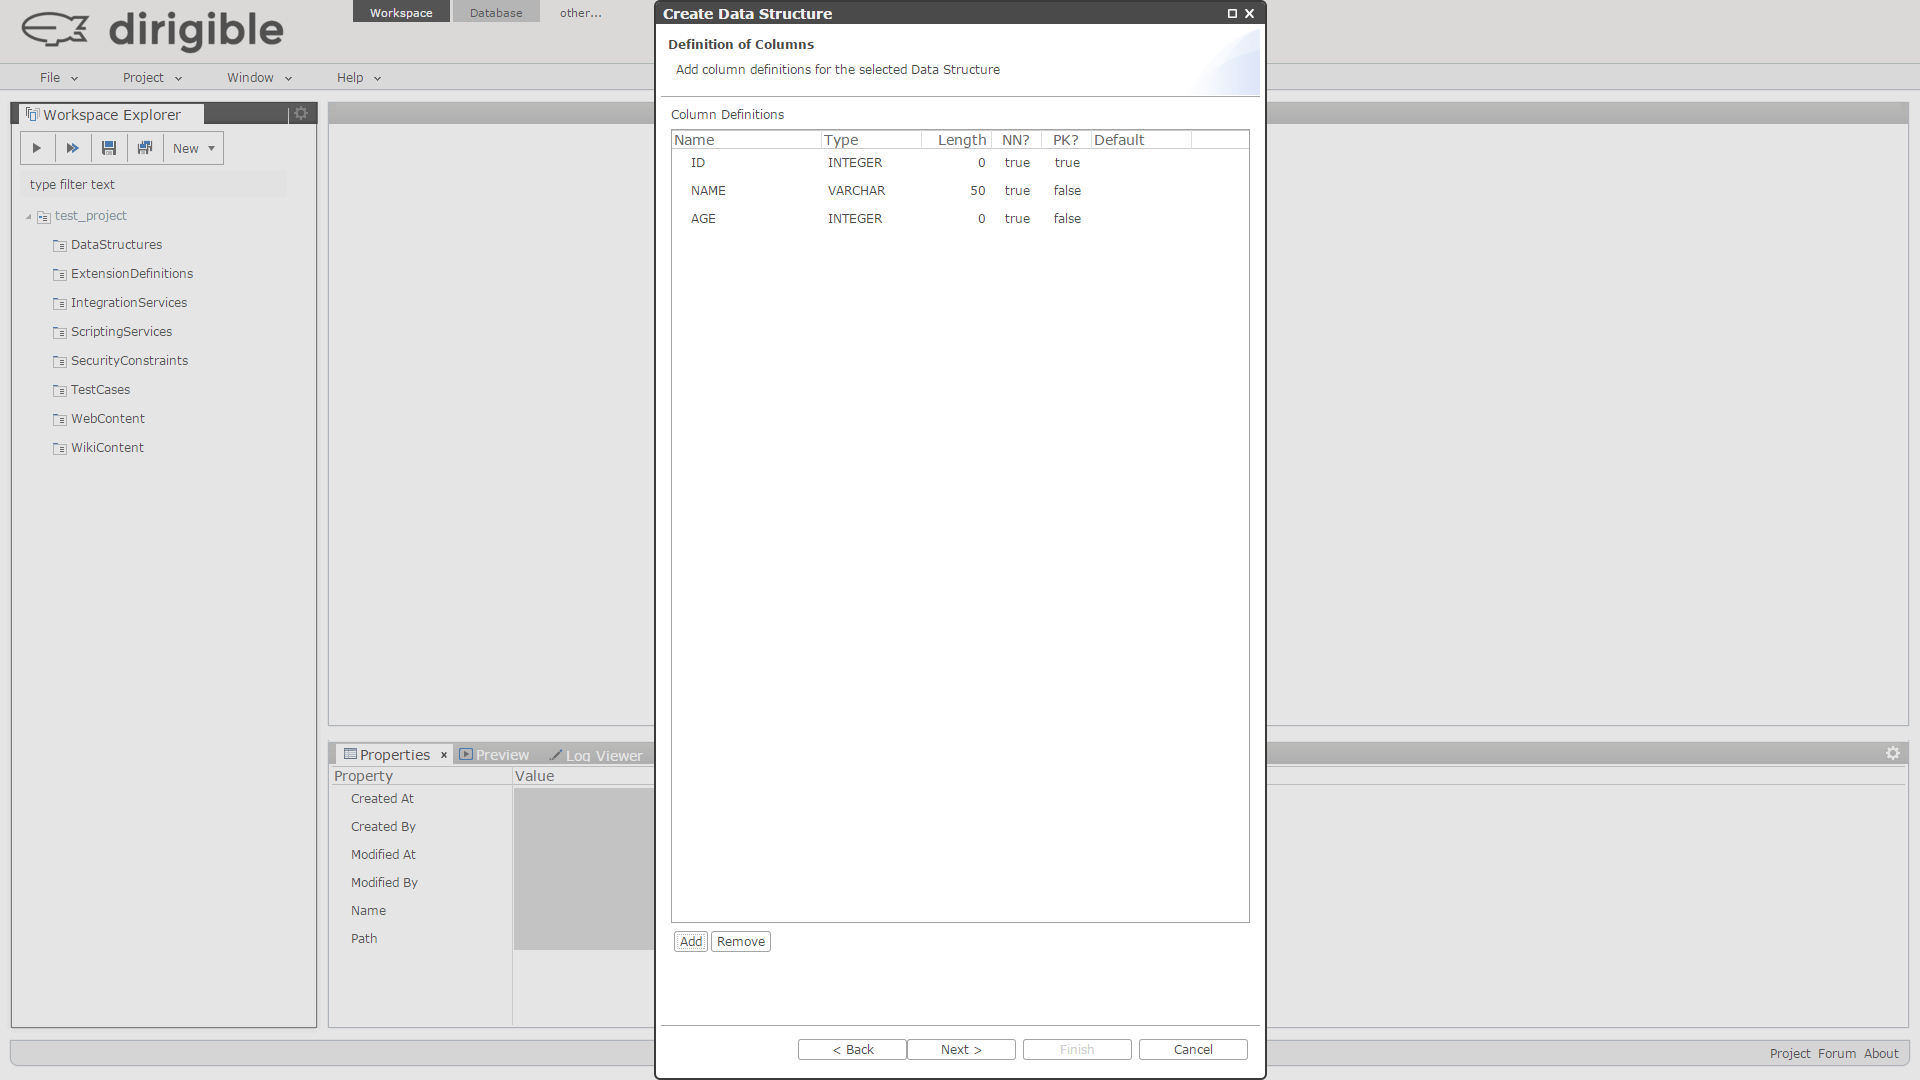 dirigible
Workspace
Database
other...
File
Project
Window
Help
Workspace Explorer
New
type filter text
test_project
DataStructures
ExtensionDefinitions
IntegrationServices
ScriptingServices
SecurityConstraints
TestCases
WebContent
WikiContent
Properties
Preview
Log Viewer
Property Value
Created At
Created By
Modified At
Modified By
Name
Path
Create Data Structure
Definition of Columns
Add column definitions for the selected Data Structure
Column Definitions
Name Type Length NN? PK? Default
ID INTEGER 0 true true
NAME VARCHAR 50 true false
AGE INTEGER 0 true false
Add Remove
< Back Next > Finish Cancel
Project Forum About